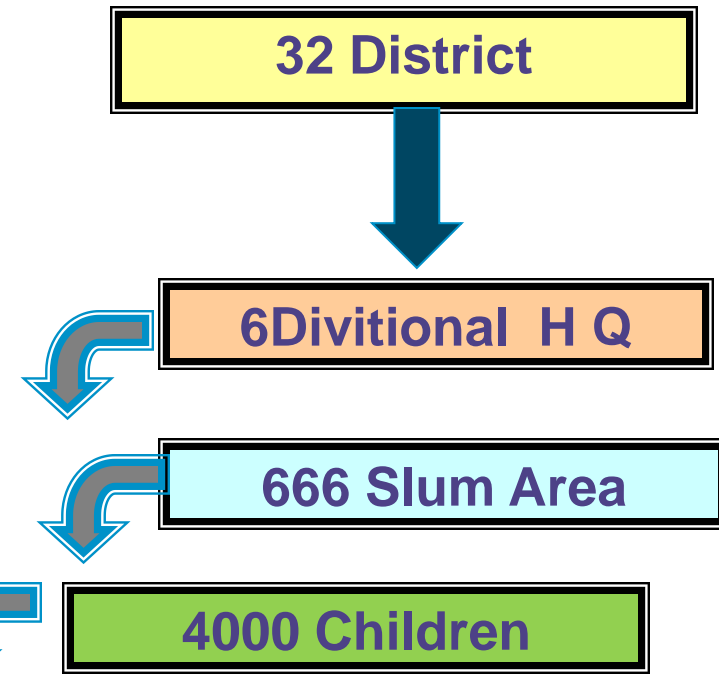 32 District
6Divitional H Q
666 Slum Area
4000 Children